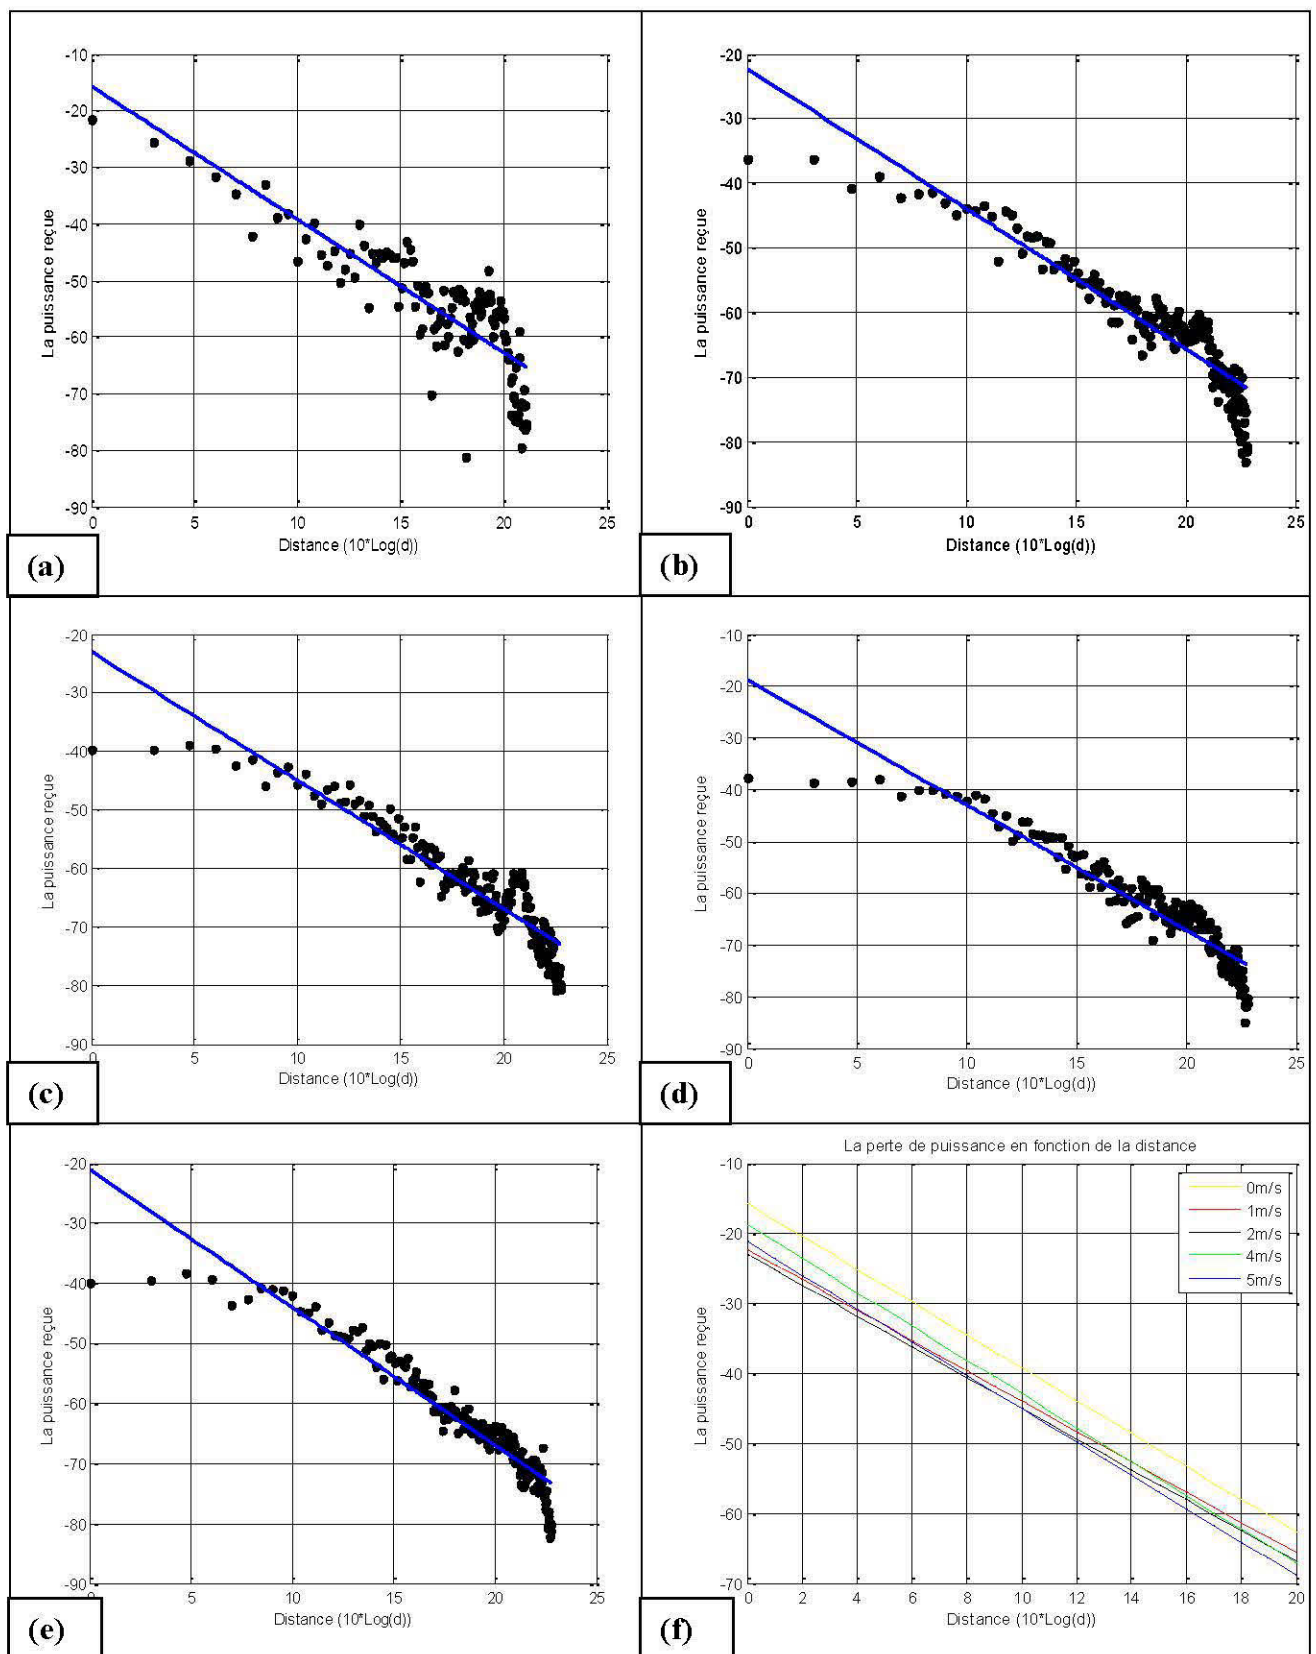 -10
-20
-30
-40
-50
-60
-70
-80
-90
0 5 10 15 20 25
La puissance reçue
Distance (10*Log(d))
(a)
-20
-30
-40
-50
-60
-70
-80
-90
0 5 10 15 20 25
La puissance reçue
Distance (10*Log(d))
(b)
-20
-30
-40
-50
-60
-70
-80
-90
0 5 10 15 20 25
La puissance reçue
Distance (10*Log(d))
(c)
-10
-20
-30
-40
-50
-60
-70
-80
-90
0 5 10 15 20 25
La puissance reçue
Distance (10*Log(d))
(d)
-20
-30
-40
-50
-60
-70
-80
-90
0 5 10 15 20 25
La puissance reçue
Distance (10*Log(d))
(e)
La perte de puissance en fonction de la distance
-10
-20
-30
-40
-50
-60
-70
0 2 4 6 8 10 12 14 16 18 20
La puissance reçue
Distance (10*Log(d))
0m/s
1m/s
2m/s
4m/s
5m/s
(f)